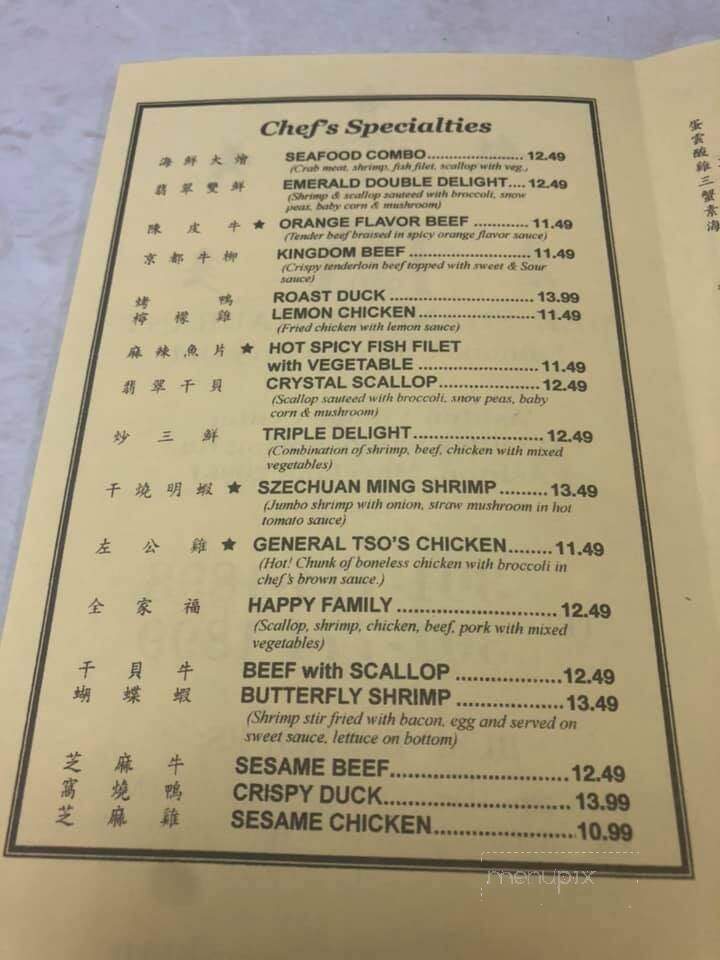 Chef's Specialties
海鮮大燴 SEAFOOD COMBO.................... 12.49
(Crab meat, shrimp, fish filet, scallop with veg.,)
翡翠雙鮮 EMERALD DOUBLE DELIGHT.... 12.49
(Shrimp & scallop sauteed with broccoli, snow
peas, baby corn & mushroom)
陳皮牛 ★ ORANGE FLAVOR BEEF ............ 11.49
(Tender beef braised in spicy orange flavor sauce)
京都牛柳 KINGDOM BEEF .......................... 11.49
(Crispy tenderloin beef topped with sweet & Sour
sauce)
烤鴨 ROAST DUCK .............................. 13.99
檸檬雞 LEMON CHICKEN ........................ 11.49
(Fried chicken with lemon sauce)
麻辣魚片 ★ HOT SPICY FISH FILET
with VEGETABLE ......................... 11.49
翡翠干貝 CRYSTAL SCALLOP..................... 12.49
(Scallop sauteed with broccoli, snow peas, baby
corn & mushroom)
炒三鮮 TRIPLE DELIGHT.......................... 12.49
(Combination of shrimp, beef, chicken with mixed
vegetables)
干燒明蝦 ★ SZECHUAN MING SHRIMP ......... 13.49
(Jumbo shrimp with onion, straw mushroom in hot
tomato sauce)
左公雞 ★ GENERAL TSO'S CHICKEN........ 11.49
(Hot! Chunk of boneless chicken with broccoli in
chef's brown sauce.)
全家福 HAPPY FAMILY ............................ 12.49
(Scallop, shrimp, chicken, beef, pork with mixed
vegetables)
干貝牛 BEEF with SCALLOP ................... 12.49
蝴蝶蝦 BUTTERFLY SHRIMP ................... 13.49
(Shrimp stir fried with bacon, egg and served on
sweet sauce, lettuce on bottom)
芝麻牛 SESAME BEEF............................... 12.49
窩燒鴨 CRISPY DUCK................................ 13.99
芝麻雞 SESAME CHICKEN........................ 10.99
蛋
雲
酸
雞
三
蟹
素
海
menupix